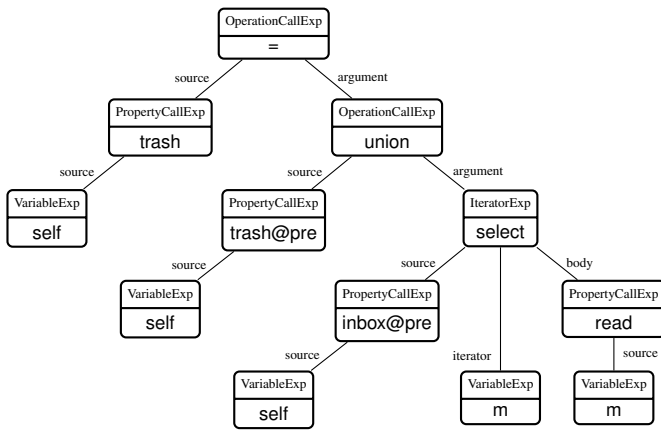 OperationCallExp
=
source
argument
PropertyCallExp
trash
OperationCallExp
union
source
source
argument
VariableExp
self
PropertyCallExp
trash@pre
IteratorExp
select
source
source
body
VariableExp
self
PropertyCallExp
inbox@pre
PropertyCallExp
read
source
iterator
source
VariableExp
self
VariableExp
m
VariableExp
m